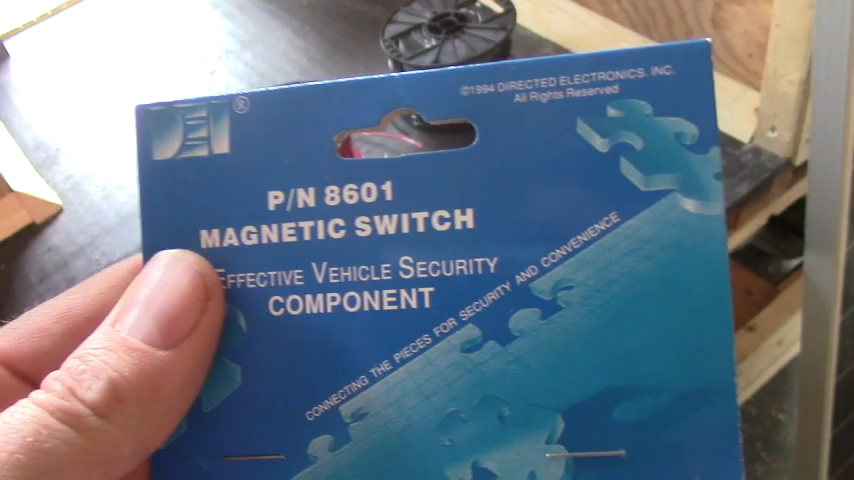 DEI®
©1994 DIRECTED ELECTRONICS, INC.
All Rights Reserved
P/N 8601
MAGNETIC SWITCH
EFFECTIVE VEHICLE SECURITY
COMPONENT
CONNECTING THE PIECES FOR SECURITY AND CONVENIENCE